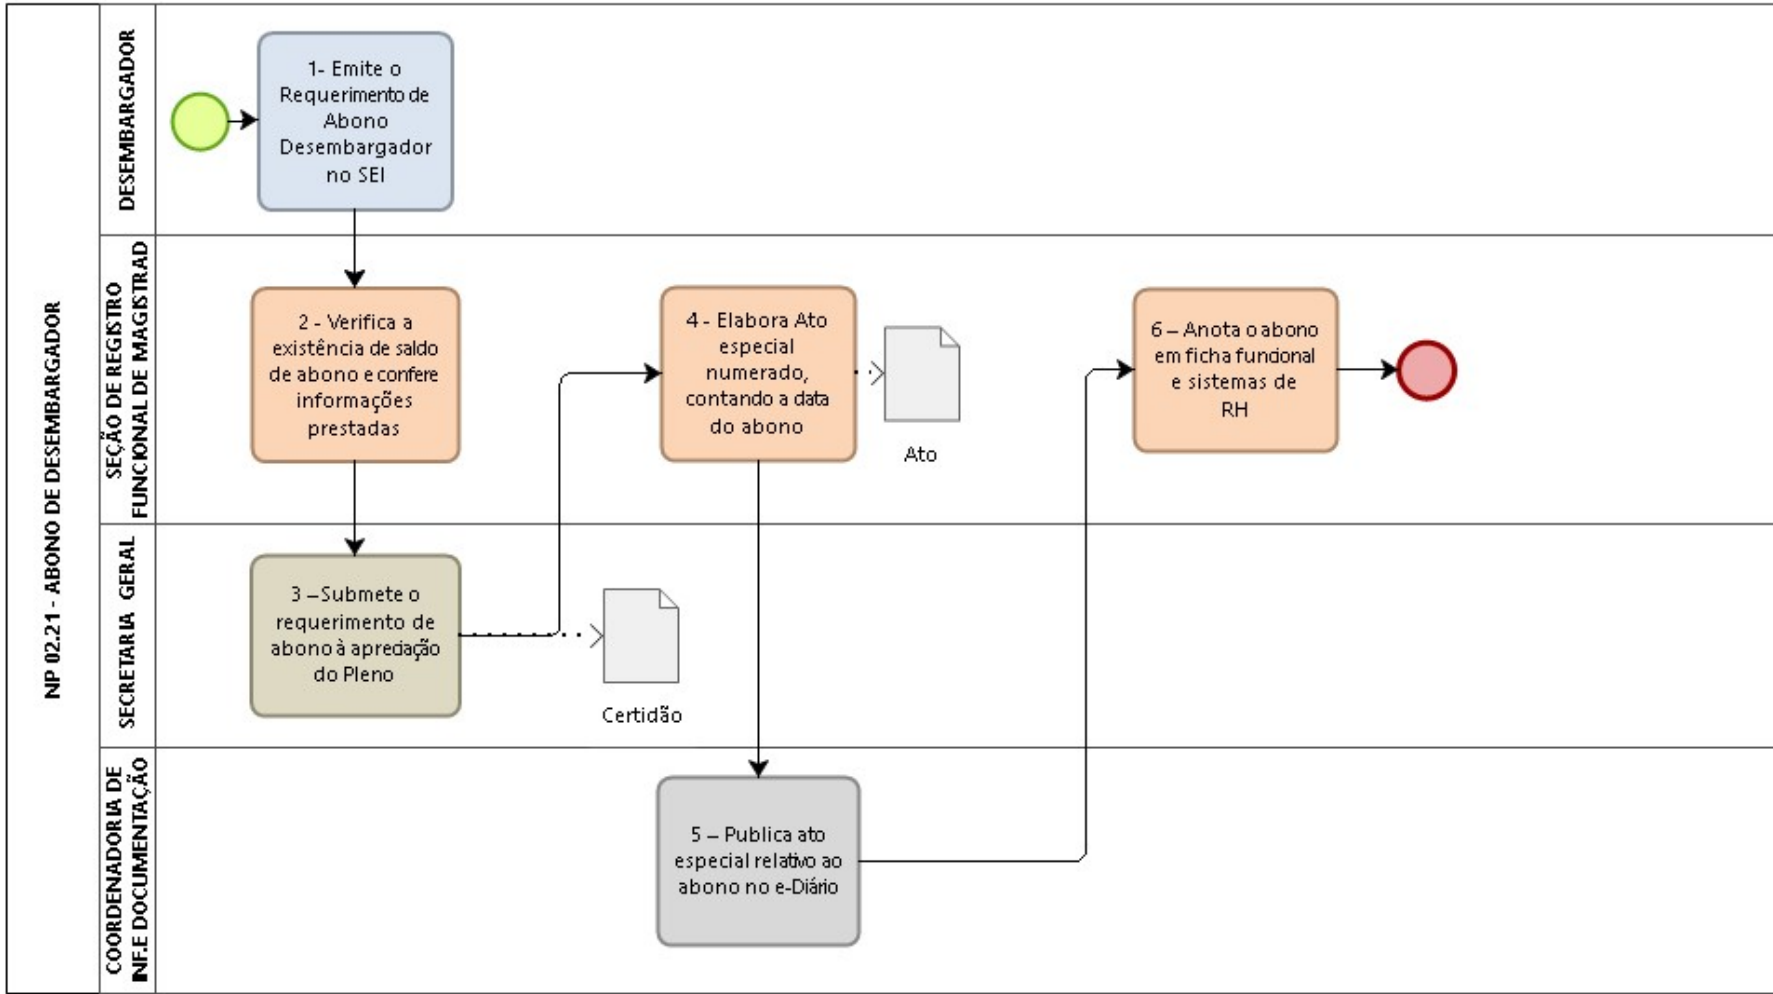 NP 02.21 - ABONO DE DESEMBARGADOR
DESEMBARGADOR
1- Emite o
Requerimento de
Abono
Desembargador
no SEI
SEÇÃO DE REGISTRO
FUNCIONAL DE MAGISTRAD
2 - Verifica a
existência de saldo
de abono e confere
informações
prestadas
4 - Elabora Ato
especial
numerado,
contando a data
do abono
Ato
6 – Anota o abono
em ficha funcional
e sistemas de
RH
SECRETARIA GERAL
3 – Submete o
requerimento de
abono à apreciação
do Pleno
Certidão
COORDENADORIA DE
INF.E DOCUMENTAÇÃO
5 – Publica ato
especial relativo ao
abono no e-Diário